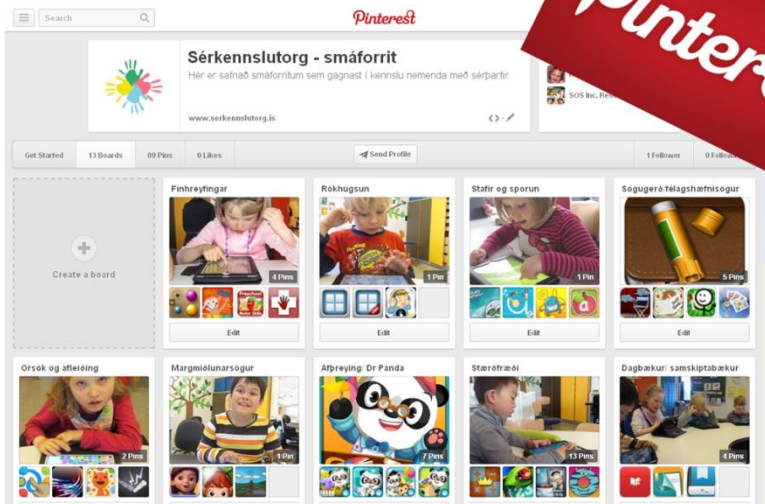 Search
Pinterest
Pinter
Sérkennslutorg - smáforrit
Hér er safnað smáforritum sem gagnast í kennslu nemenda með sérþarfir.
www.serkennslutorg.is
SOS Inc. Res
Get Started
13 Boards
80 Pins
0 Likes
Send Profile
1 Follower
0 Follow
Create a board
Fínhreyfingar
4 Pins
Edit
Rökhugsun
1 Pin
Edit
Stafir og sporun
1 Pin
Edit
Sögugerð/félagshæfnisögur
5 Pins
Edit
Orsök og afleiðing
7 Pins
Margmiðlunarsögur
1 Pin
Afþreying/ Dr Panda
7 Pins
Stærðfræði
13 Pins
Dagbækur/ samskiptabækur
4 Pins